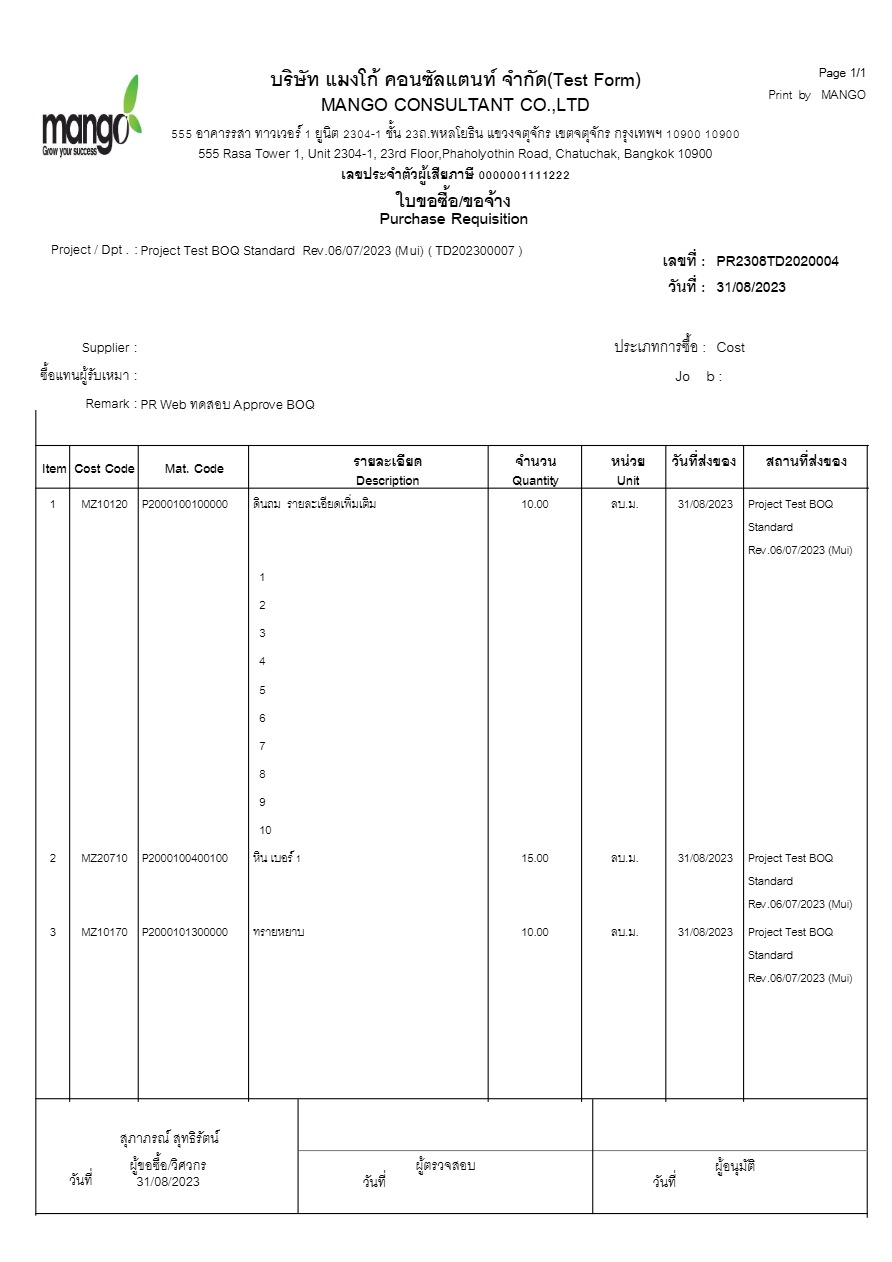 บริษัท แมงโก้ คอนซัลแตนท์ จำกัด(Test Form)
Page 1/1
MANGO CONSULTANT CO.,LTD
Print by MANGO
mango
Grow your success
555 อาคารรสา ทาวเวอร์ 1 ยูนิต 2304-1 ชั้น 23ถ.พหลโยธิน แขวงจตุจักร เขตจตุจักร กรุงเทพฯ 10900 10900
555 Rasa Tower 1, Unit 2304-1, 23rd Floor,Phaholyothin Road, Chatuchak, Bangkok 10900
เลขประจำตัวผู้เสียภาษี 0000001111222
ใบขอซื้อ/ขอจ้าง
Purchase Requisition
Project / Dpt . : Project Test BOQ Standard Rev.06/07/2023 (Mui) ( TD202300007 )
เลขที่ : PR2308TD2020004
วันที่ : 31/08/2023
Supplier :
ประเภทการซื้อ : Cost
ซื้อแทนผู้รับเหมา :
Jo b :
Remark : PR Web ทดสอบ Approve BOQ
Item Cost Code Mat. Code รายละเอียด จำนวน หน่วย วันที่ส่งของ สถานที่ส่งของ
Description Quantity Unit
1 MZ10120 P2000100100000 ดินถม รายละเอียดเพิ่มเติม 10.00 ลบ.ม. 31/08/2023 Project Test BOQ
Standard
Rev.06/07/2023 (Mui)
1
2
3
4
5
6
7
8
9
10
2 MZ20710 P2000100400100 หิน เบอร์ 1 15.00 ลบ.ม. 31/08/2023 Project Test BOQ
Standard
Rev.06/07/2023 (Mui)
3 MZ10170 P2000101300000 ทรายหยาบ 10.00 ลบ.ม. 31/08/2023 Project Test BOQ
Standard
Rev.06/07/2023 (Mui)
สุภาภรณ์ สุทธิรัตน์
ผู้ขอซื้อ/วิศวกร ผู้ตรวจสอบ ผู้อนุมัติ
วันที่ 31/08/2023 วันที่ วันที่